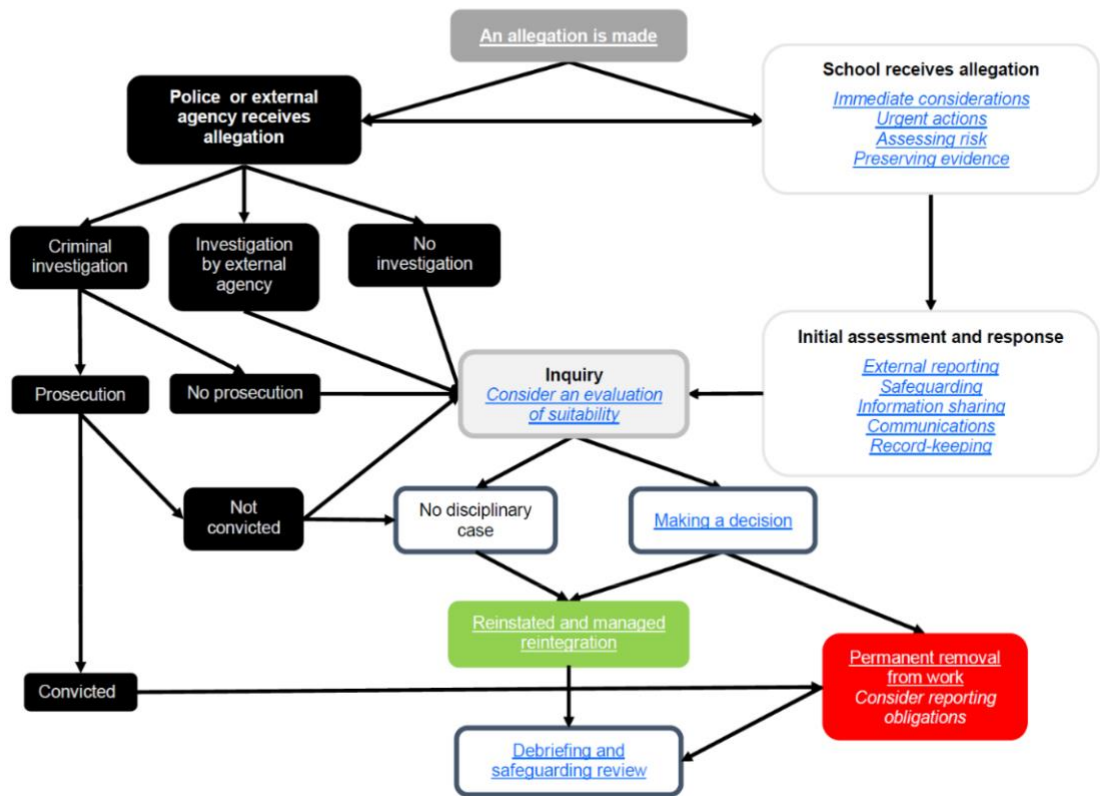 An allegation is made
School receives allegation
Immediate considerations
Urgent actions
Assessing risk
Preserving evidence
Police or external
agency receives
allegation
Criminal
investigation
Investigation
by external
agency
No
investigation
Initial assessment and response
External reporting
Safeguarding
Information sharing
Communications
Record-keeping
Inquiry
Consider an evaluation
of suitability
Prosecution
No prosecution
Not
convicted
No disciplinary
case
Making a decision
Reinstated and managed
reintegration
Permanent removal
from work
Consider reporting
obligations
Convicted
Debriefing and
safeguarding review